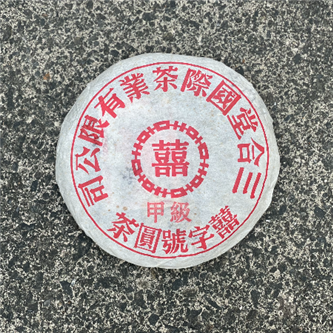 三合堂國際茶業有限公司
囍
甲級
囍字號圓茶